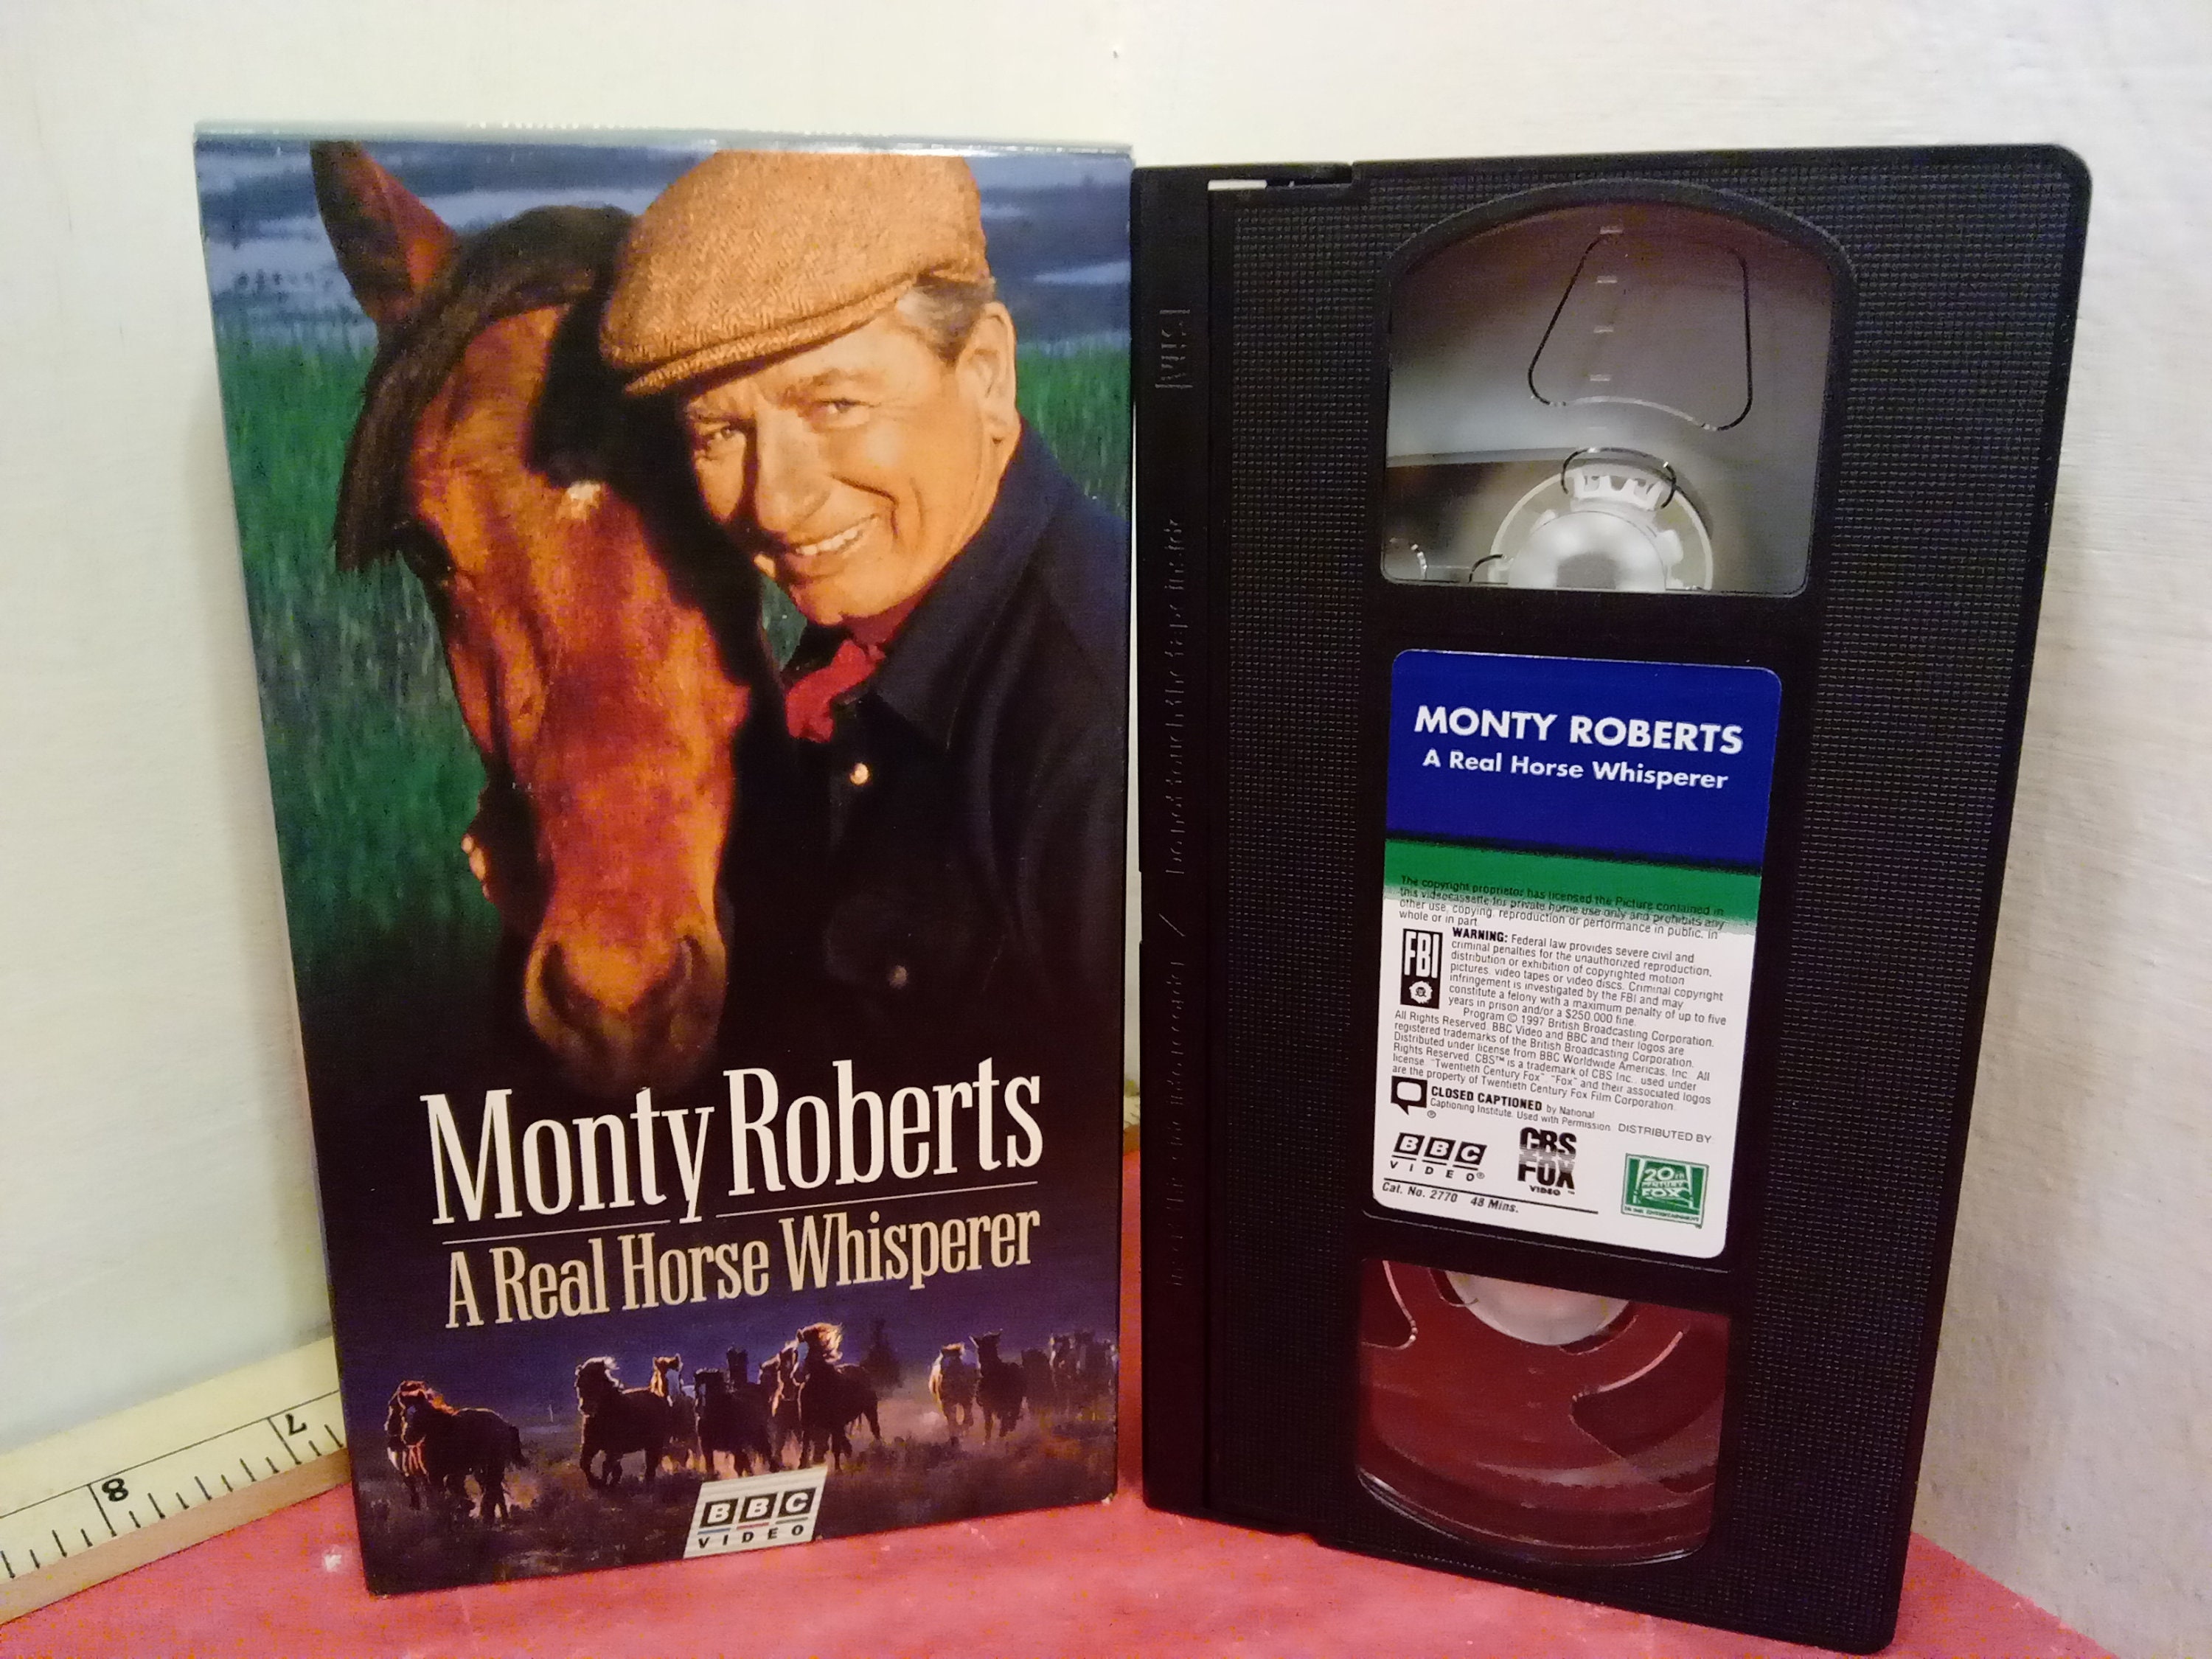 Monty Roberts
A Real Horse Whisperer
BBC
VIDEO
7
8
VHS
MONTY ROBERTS
A Real Horse Whisperer
The copyright proprietor has licensed the Picture contained in
this videocassette for private home use only and prohibits any
other use, copying, reproduction or performance in public, in
whole or in part.
FBI
WARNING: Federal law provides severe civil and
criminal penalties for the unauthorized reproduction,
distribution or exhibition of copyrighted motion
pictures, video tapes or video discs. Criminal copyright
infringement is investigated by the FBI and may
constitute a felony with a maximum penalty of up to five
years in prison and/or a $250,000 fine.
Program © 1997 British Broadcasting Corporation.
All Rights Reserved. BBC Video and BBC and their logos are
registered trademarks of the British Broadcasting Corporation.
Distributed under license from BBC Worldwide Americas, Inc. All
Rights Reserved. CBS™ is a trademark of CBS Inc., used under
license. "Twentieth Century Fox", "Fox" and their associated logos
are the property of Twentieth Century Fox Film Corporation.
CLOSED CAPTIONED by National
Captioning Institute. Used with Permission.
®
DISTRIBUTED BY
BBC
VIDEO®
CBS
FOX
VIDEO™
20th
CENTURY
FOX
Cat. No. 2770 48 Mins.